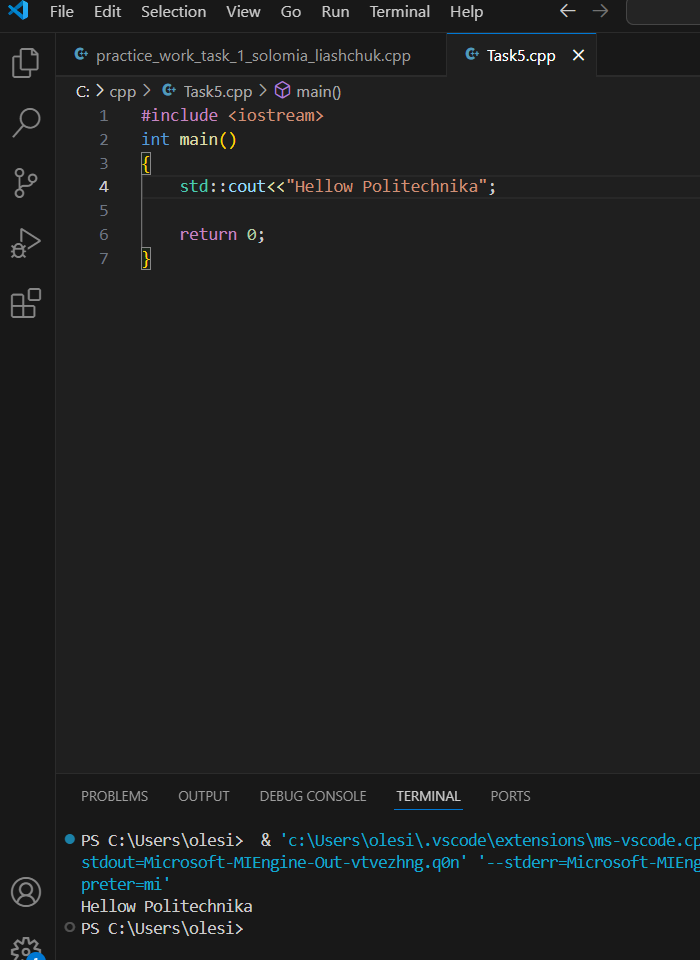 File Edit Selection View Go Run Terminal Help
practice_work_task_1_solomia_liashchuk.cpp Task5.cpp
C: > cpp > Task5.cpp > main()
1 #include <iostream>
2 int main()
3 {
4 std::cout<<"Hellow Politechnika";
5
6 return 0;
7 }
PROBLEMS OUTPUT DEBUG CONSOLE TERMINAL PORTS
PS C:\Users\olesi> & 'c:\Users\olesi\.vscode\extensions\ms-vscode.cp
stdout=Microsoft-MIEngine-Out-vtvezhng.q0n' '--stderr=Microsoft-MIEng
preter=mi'
Hellow Politechnika
PS C:\Users\olesi>